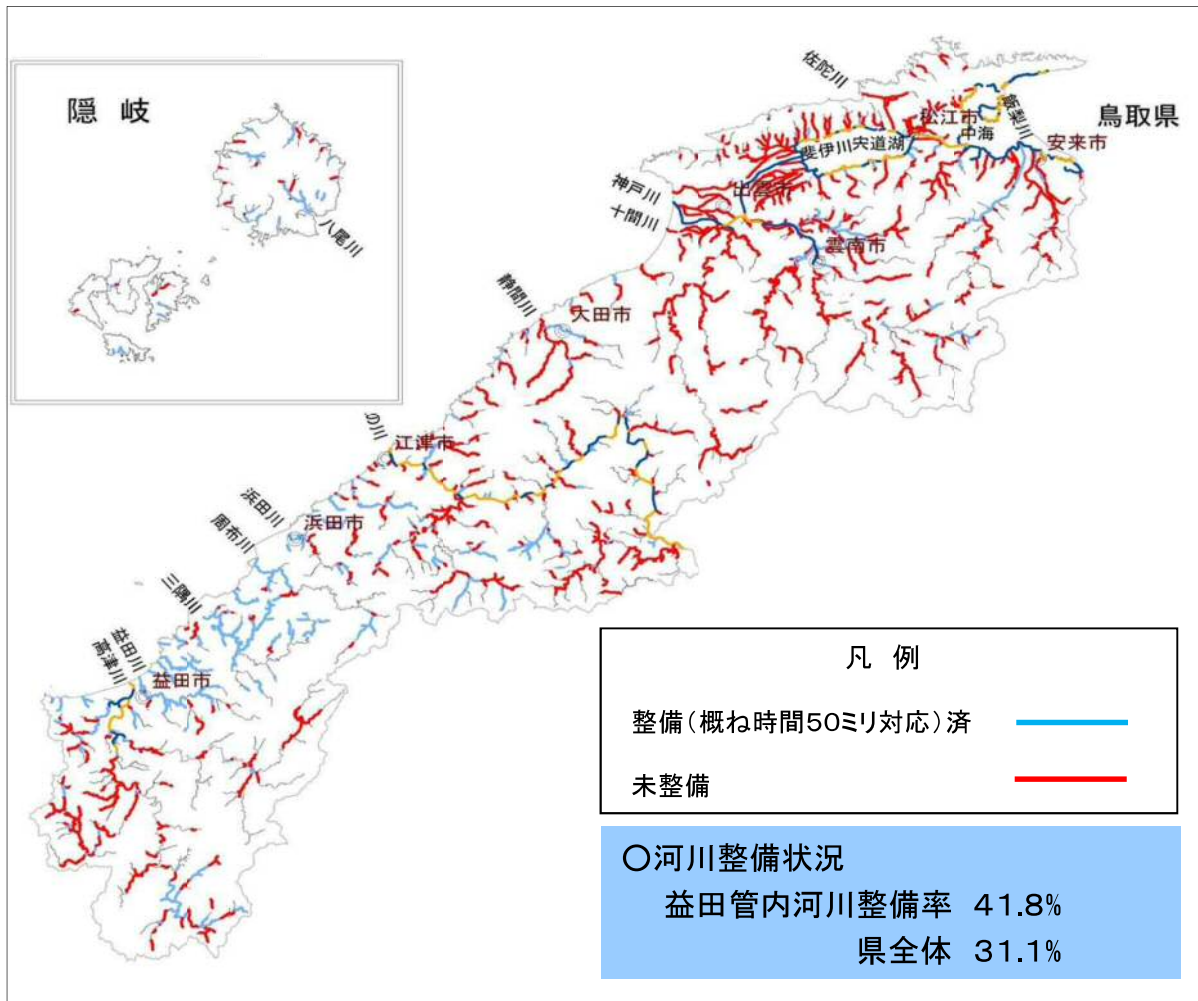 隠岐
八尾川
佐陀川
松江市
中海
飯梨川
鳥取県
安来市
斐伊川
宍道湖
神戸川
十間川
出雲市
雲南市
静間川
大田市
の川
江津市
浜田川
周布川
浜田市
三隅川
益田川
高津川
益田市
凡例
整備(概ね時間50ミリ対応)済
未整備
○河川整備状況
益田管内河川整備率 41.8%
県全体 31.1%